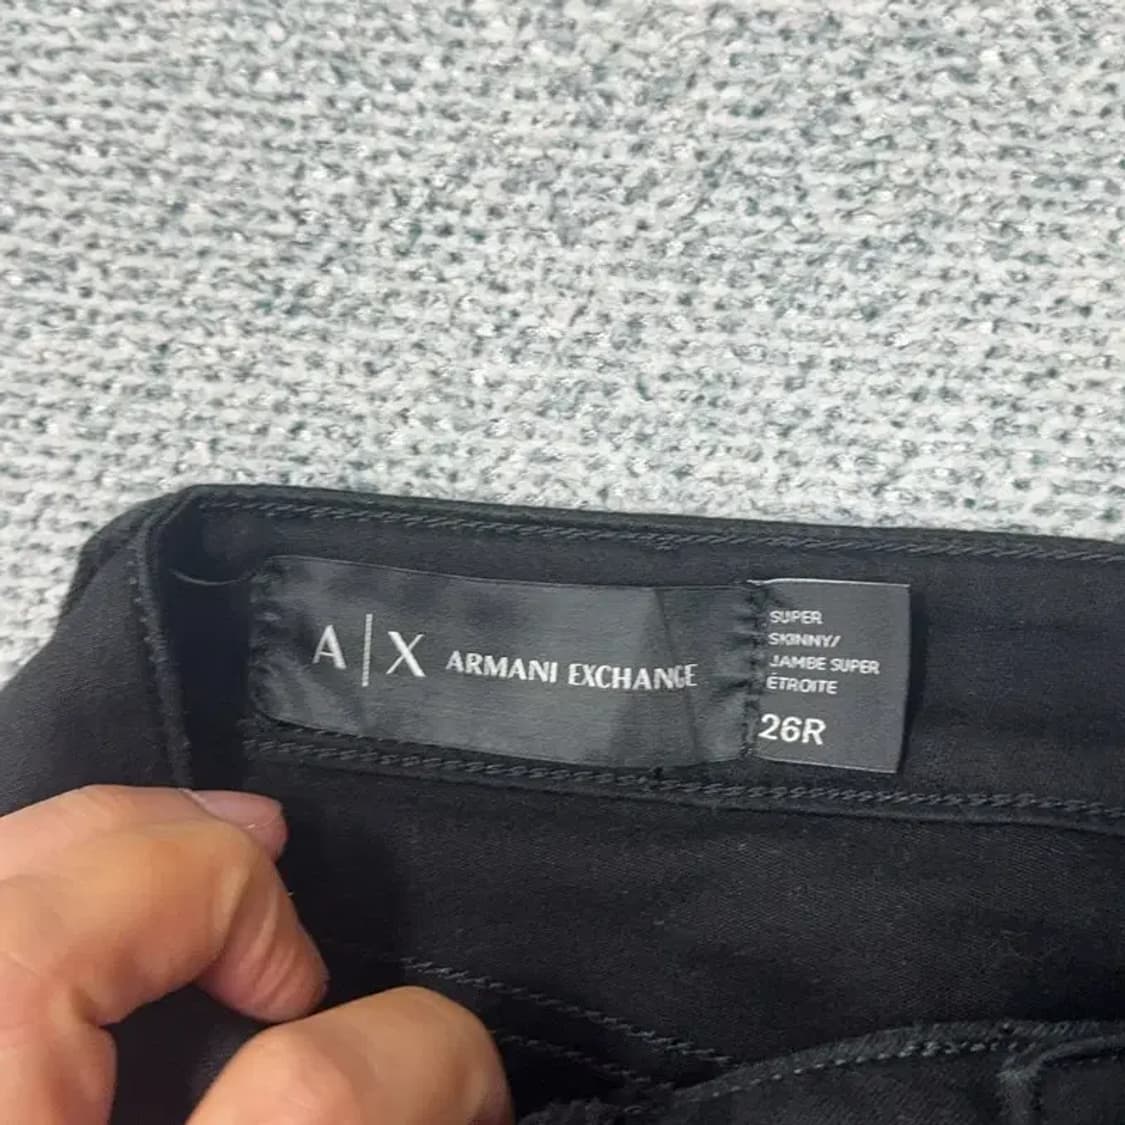 A|X ARMANI EXCHANGE
SUPER
SKINNY/
JAMBE SUPER
ÉTROITE
26R